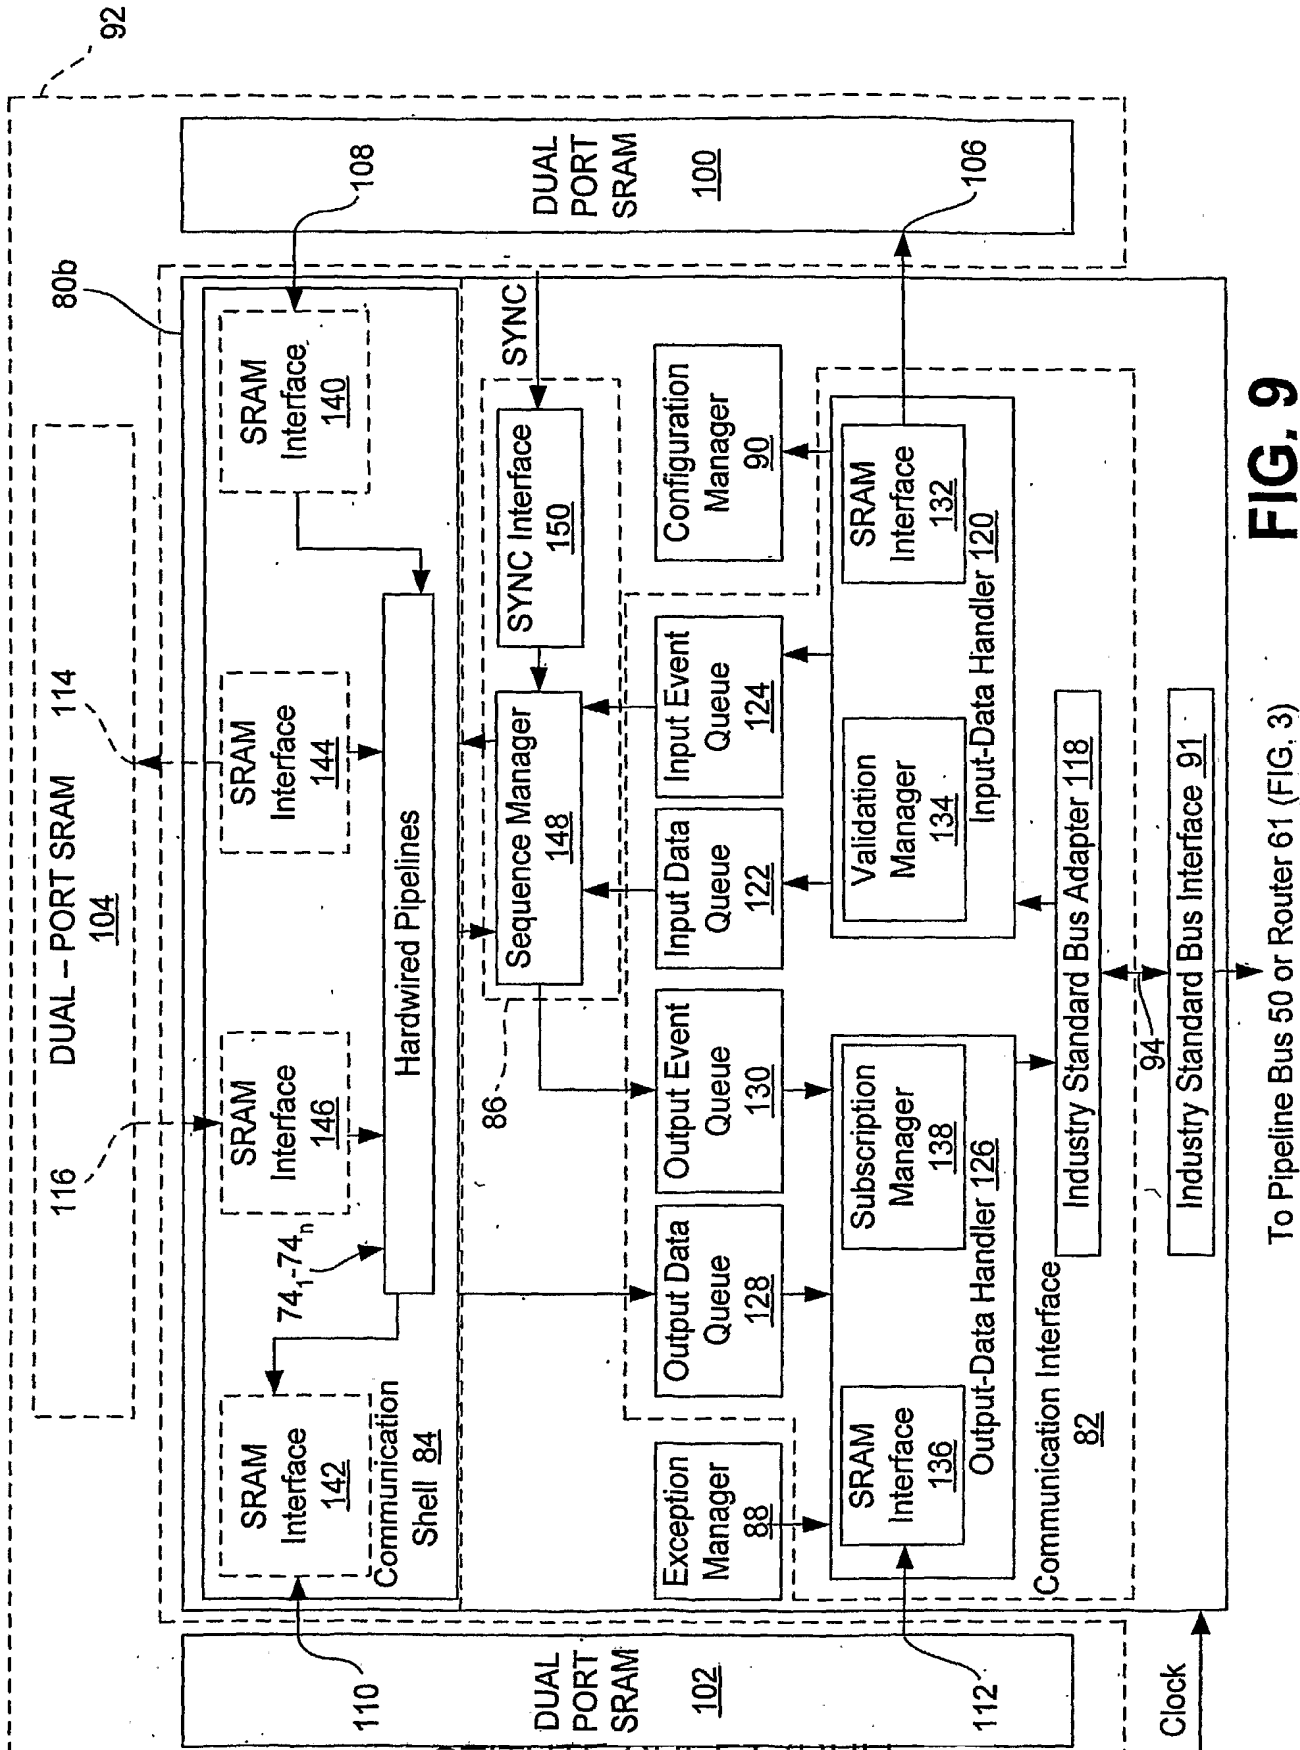 92
DUAL – PORT SRAM
104
116
114
80b
108
110
106
112
DUAL
PORT
SRAM
102
DUAL
PORT
SRAM
100
SRAM
Interface
142
SRAM
Interface
146
SRAM
Interface
144
SRAM
Interface
140
74₁-74ₙ
Hardwired Pipelines
Communication
Shell 84
86
Sequence Manager
148
SYNC Interface
150
SYNC
Exception
Manager
88
Output Data
Queue
128
Output Event
Queue
130
Input Data
Queue
122
Input Event
Queue
124
Configuration
Manager
90
SRAM
Interface
136
Subscription
Manager
138
Output-Data Handler 126
Validation
Manager
134
SRAM
Interface
132
Input-Data Handler 120
Communication Interface
82
Industry Standard Bus Adapter 118
94
Industry Standard Bus Interface 91
Clock
To Pipeline Bus 50 or Router 61 (FIG. 3)
FIG. 9